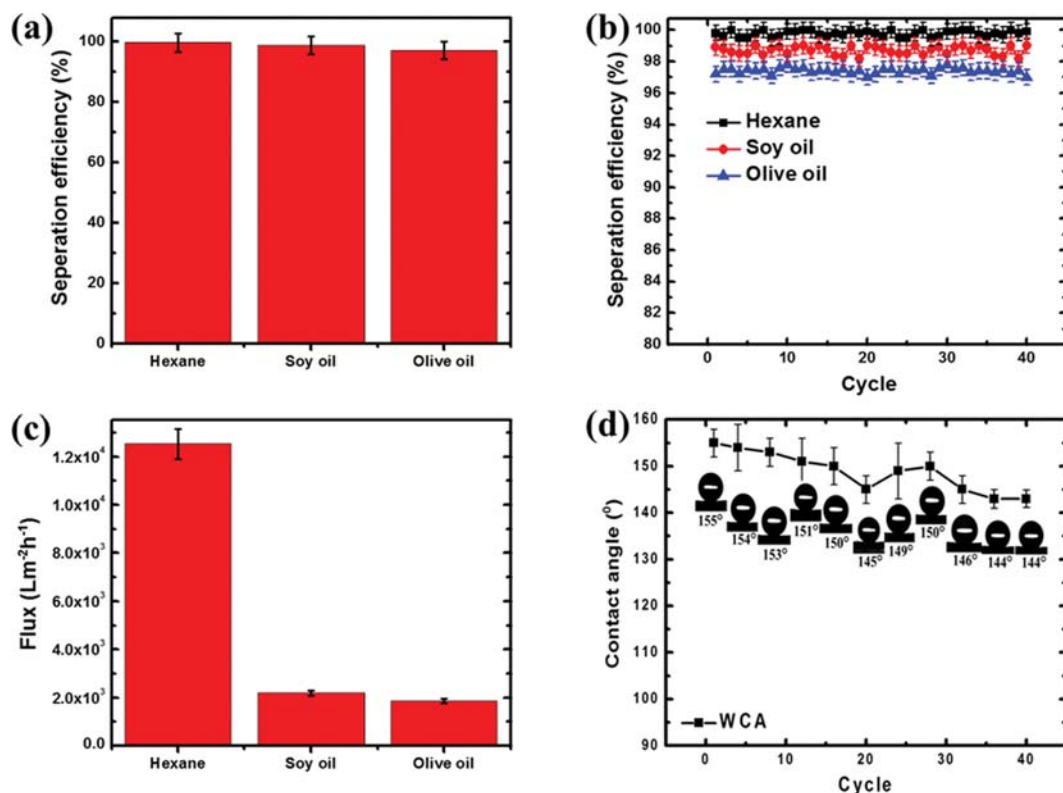 (a)
Seperation efficiency (%)
100
80
60
40
20
0
Hexane Soy oil Olive oil
(b)
Seperation efficiency (%)
100
98
96
94
92
90
88
86
84
82
80
Hexane
Soy oil
Olive oil
0 10 20 30 40
Cycle
(c)
Flux (Lm⁻²h⁻¹)
1.2x10⁴
1.0x10⁴
8.0x10³
6.0x10³
4.0x10³
2.0x10³
0.0
Hexane Soy oil Olive oil
(d)
Contact angle (⁰)
160
150
140
130
120
110
100
90
155° 154° 153° 151° 150° 145° 149° 150° 146° 144° 144°
WCA
0 10 20 30 40
Cycle